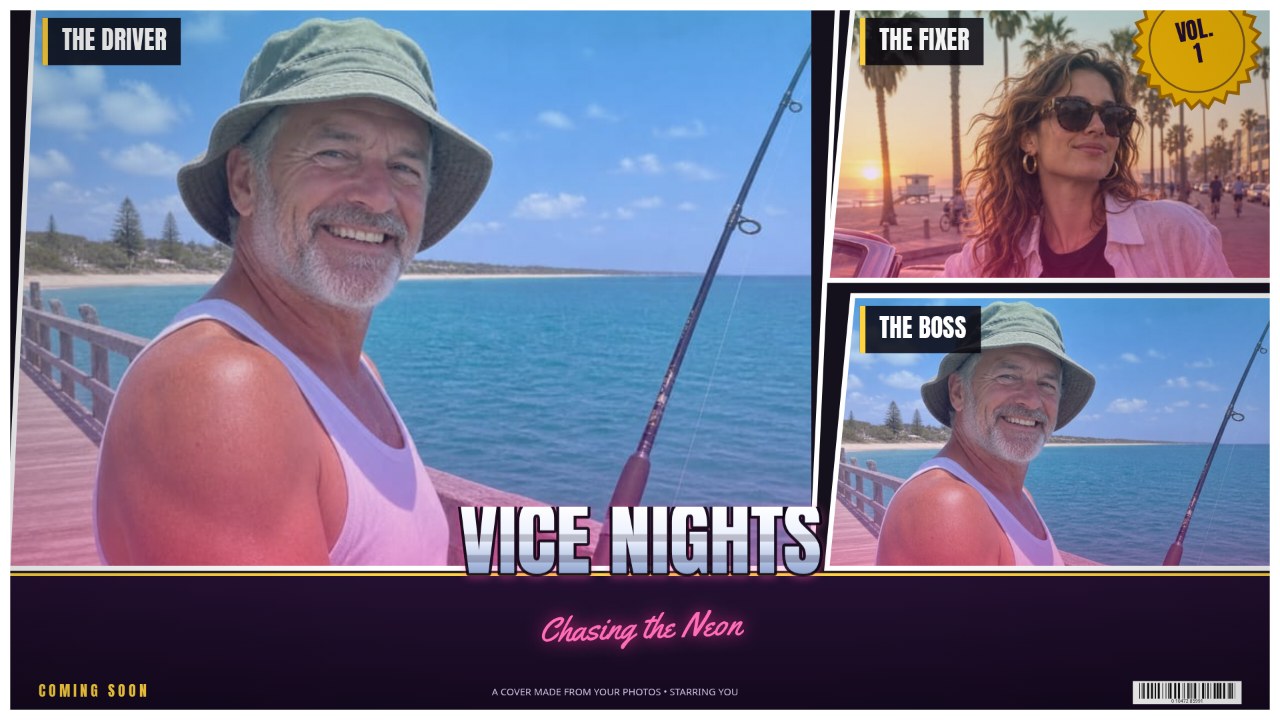 THE DRIVER
THE FIXER
VOL.
1
THE BOSS
VICE NIGHTS
Chasing the Neon
COMING SOON
A COVER MADE FROM YOUR PHOTOS • STARRING YOU